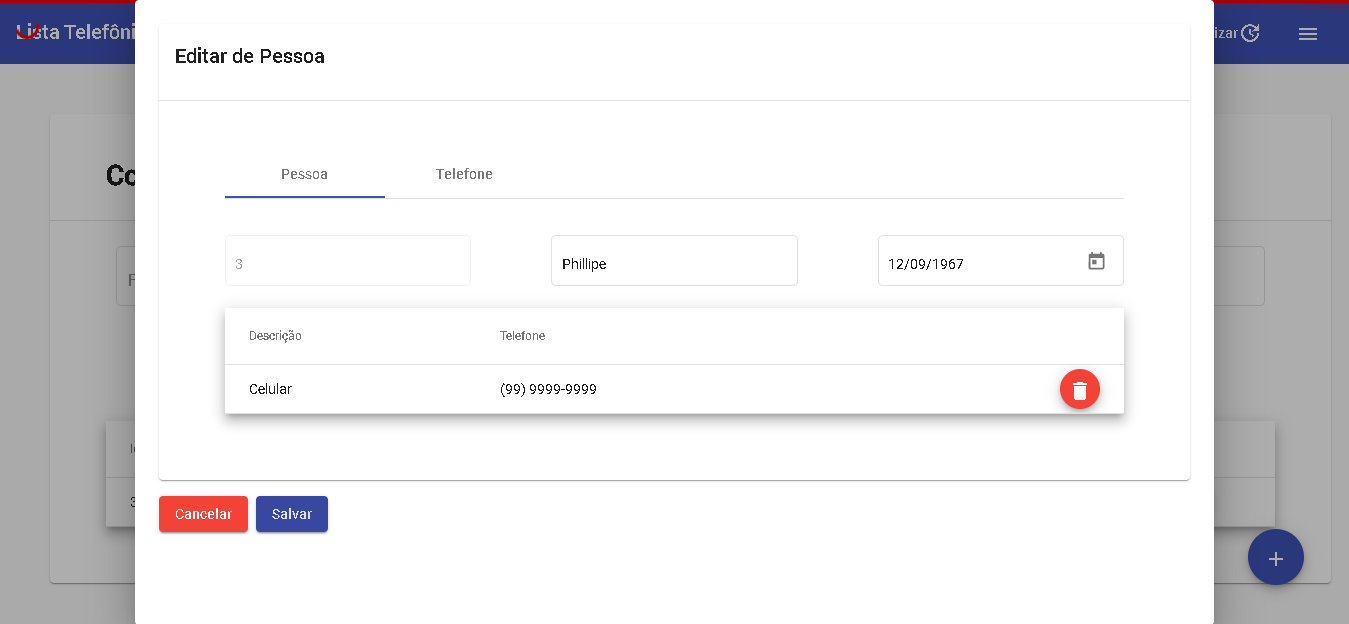 Lista Telefôni
izar
Editar de Pessoa
Co
Pessoa
Telefone
F
3
Phillipe
12/09/1967
Descrição
Telefone
Celular
(99) 9999-9999
3
Cancelar
Salvar